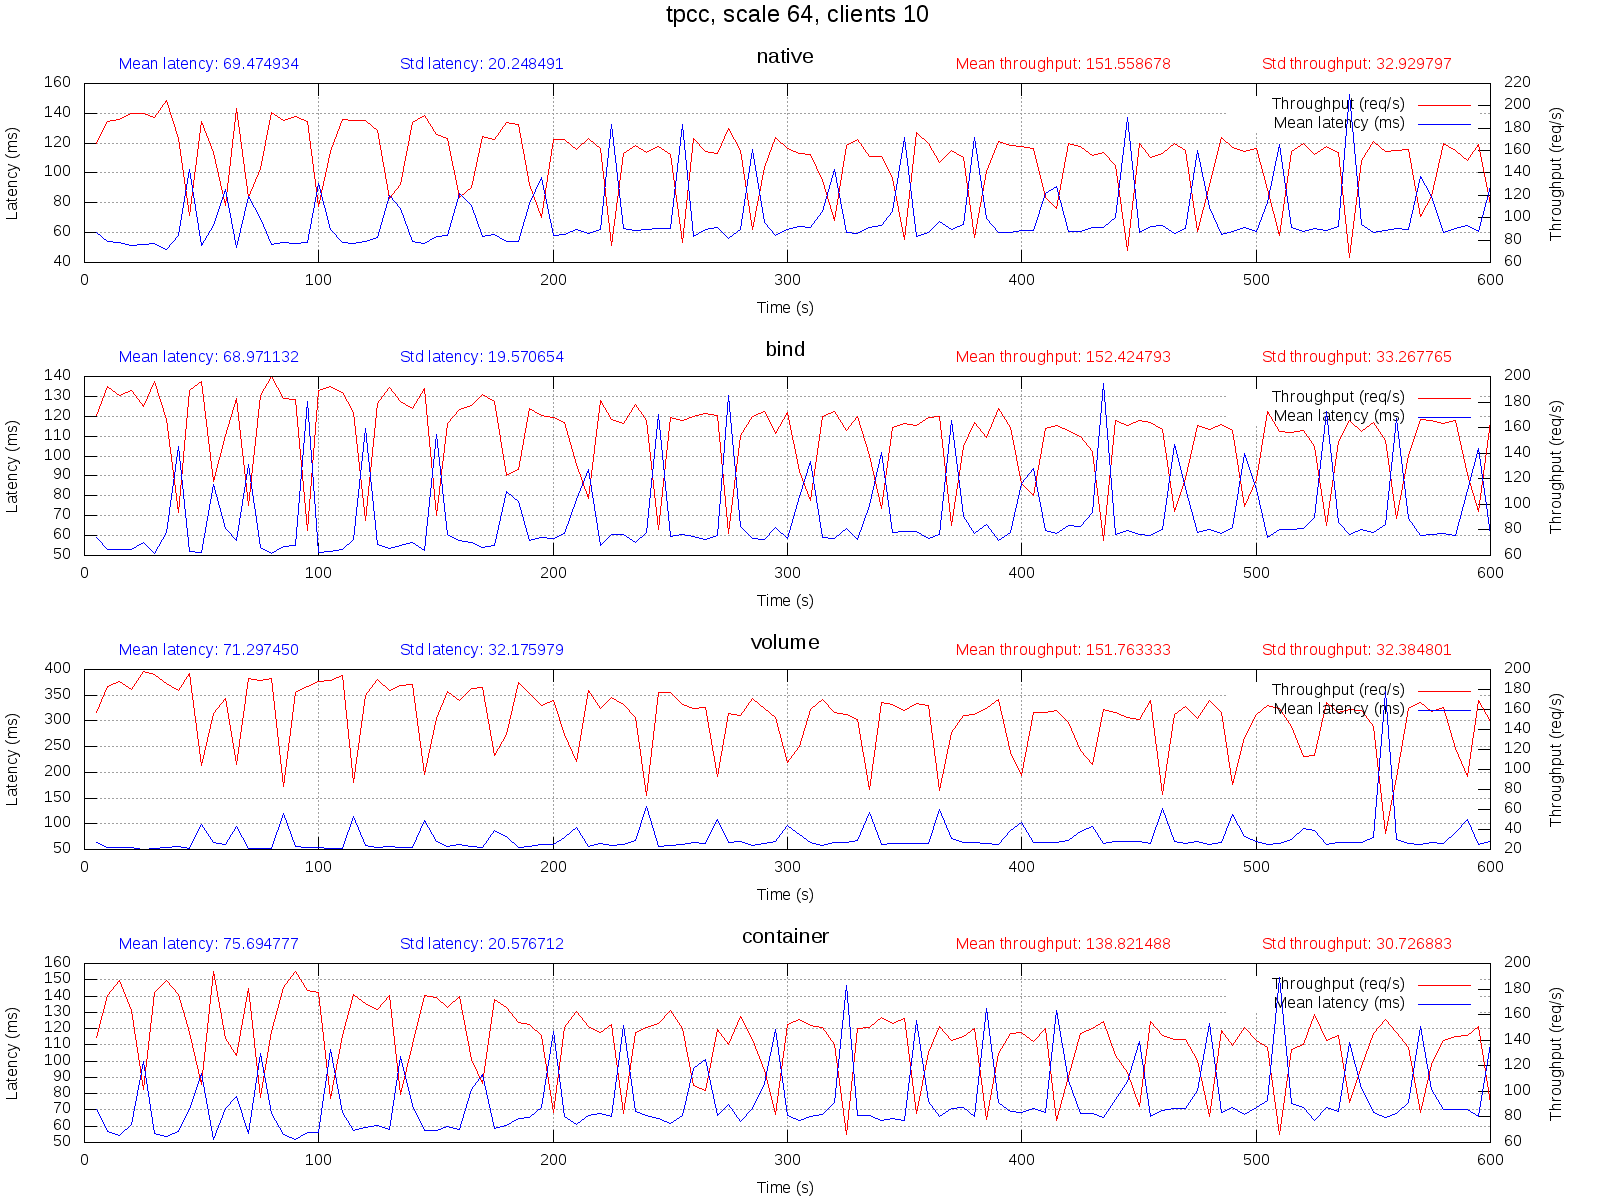 tpcc, scale 64, clients 10
native
Mean latency: 69.474934 Std latency: 20.248491 Mean throughput: 151.558678 Std throughput: 32.929797
Throughput (req/s)
Mean latency (ms)
Latency (ms)
160
140
120
100
80
60
40
Throughput (req/s)
220
200
180
160
140
120
100
80
60
0 100 200 300 400 500 600
Time (s)
bind
Mean latency: 68.971132 Std latency: 19.570654 Mean throughput: 152.424793 Std throughput: 33.267765
Throughput (req/s)
Mean latency (ms)
Latency (ms)
140
130
120
110
100
90
80
70
60
50
Throughput (req/s)
200
180
160
140
120
100
80
60
0 100 200 300 400 500 600
Time (s)
volume
Mean latency: 71.297450 Std latency: 32.175979 Mean throughput: 151.763333 Std throughput: 32.384801
Throughput (req/s)
Mean latency (ms)
Latency (ms)
400
350
300
250
200
150
100
50
Throughput (req/s)
200
180
160
140
120
100
80
60
40
20
0 100 200 300 400 500 600
Time (s)
container
Mean latency: 75.694777 Std latency: 20.576712 Mean throughput: 138.821488 Std throughput: 30.726883
Throughput (req/s)
Mean latency (ms)
Latency (ms)
160
150
140
130
120
110
100
90
80
70
60
50
Throughput (req/s)
200
180
160
140
120
100
80
60
0 100 200 300 400 500 600
Time (s)